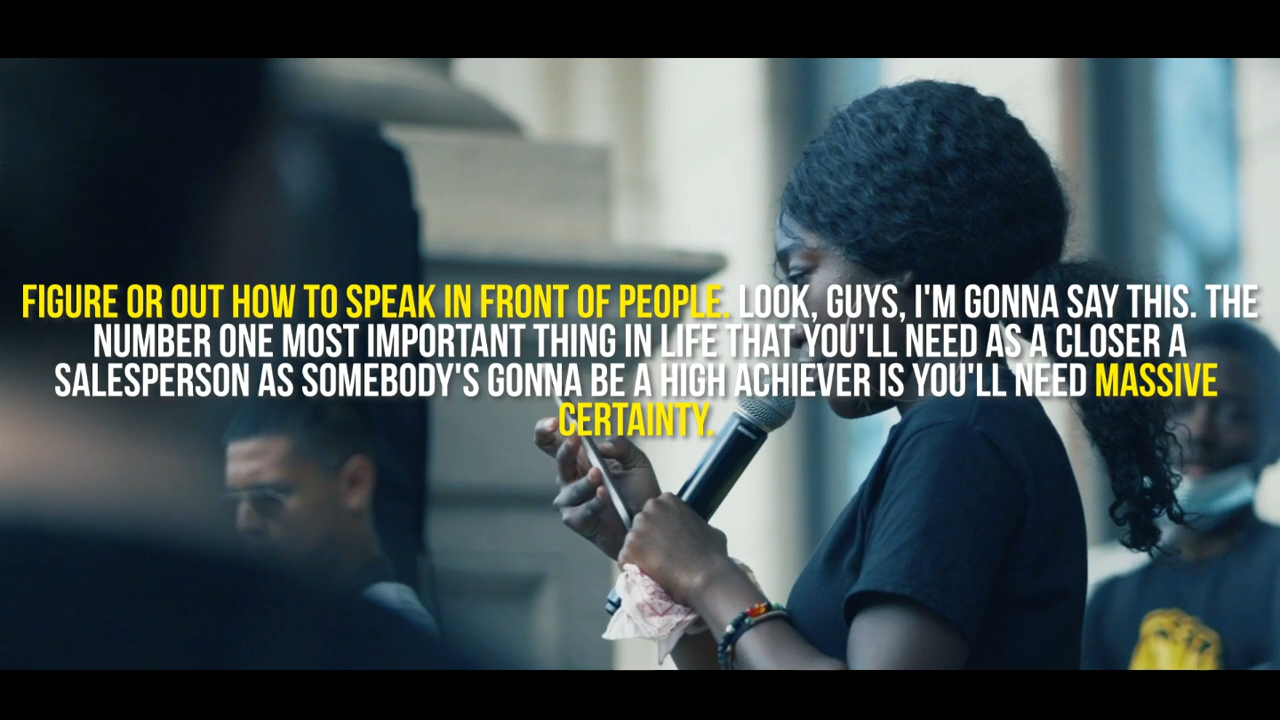 FIGURE OR OUT HOW TO SPEAK IN FRONT OF PEOPLE. LOOK, GUYS, I'M GONNA SAY THIS. THE
NUMBER ONE MOST IMPORTANT THING IN LIFE THAT YOU'LL NEED AS A CLOSER A
SALESPERSON AS SOMEBODY'S GONNA BE A HIGH ACHIEVER IS YOU'LL NEED MASSIVE
CERTAINTY.